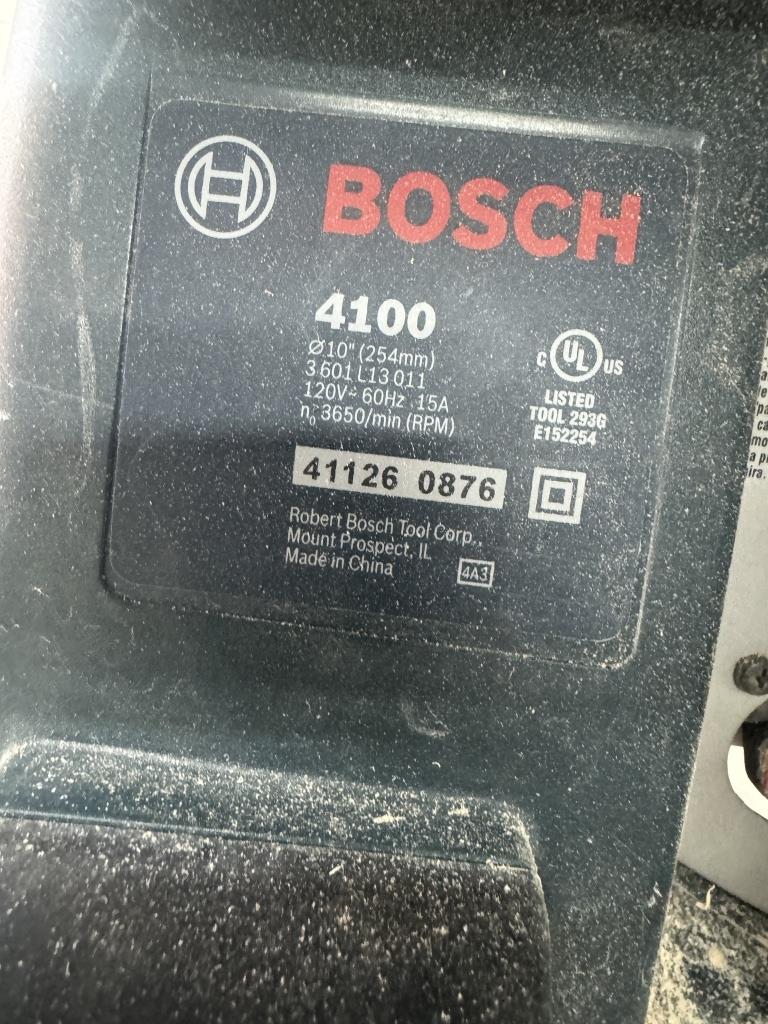 BOSCH
4100
Ø10" (254mm)
3 601 L13 011
120V~ 60Hz 15A
n₀ 3650/min (RPM)
C UL US
LISTED
TOOL 293G
E152254
41126 0876
Robert Bosch Tool Corp.,
Mount Prospect, IL
Made in China
4A3